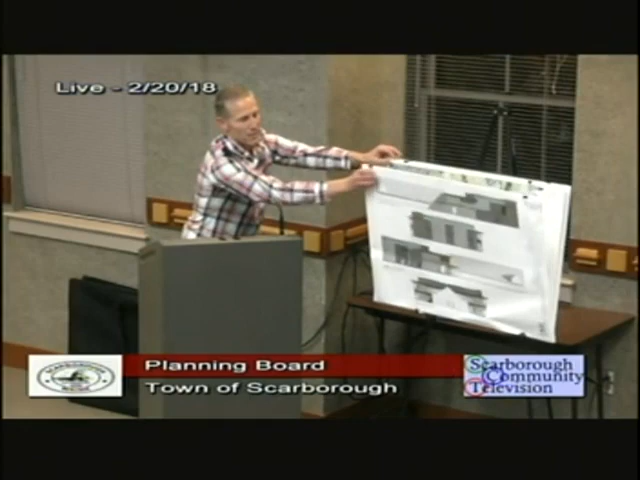 Live - 2/20/18
Planning Board
Town of Scarborough
Scarborough
Community
Television